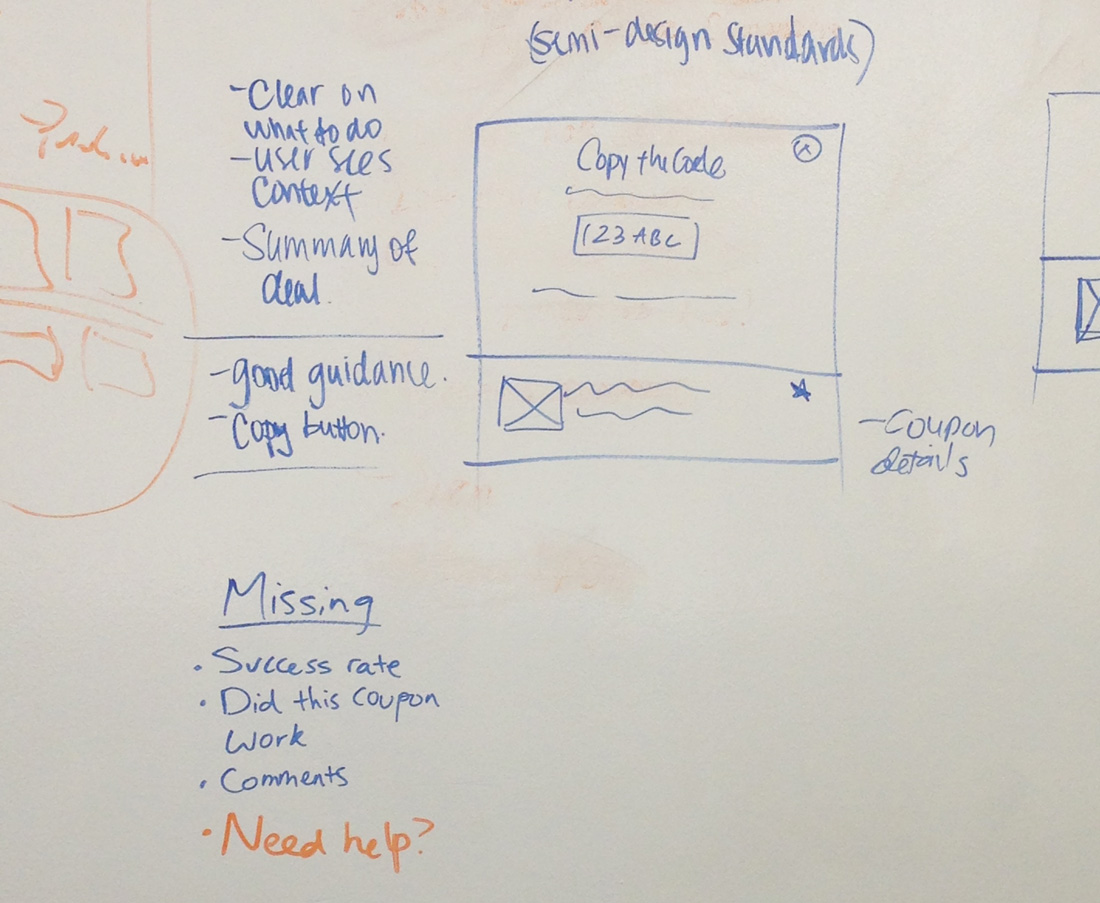 (semi-design standards)
-Clear on
what to do
-user sees
context
-Summary of
deal.
-good guidance.
-Copy button.
Copy the Code
123 ABC
-Coupon
details
Missing
• Success rate
• Did this coupon
work
• Comments
• Need help?